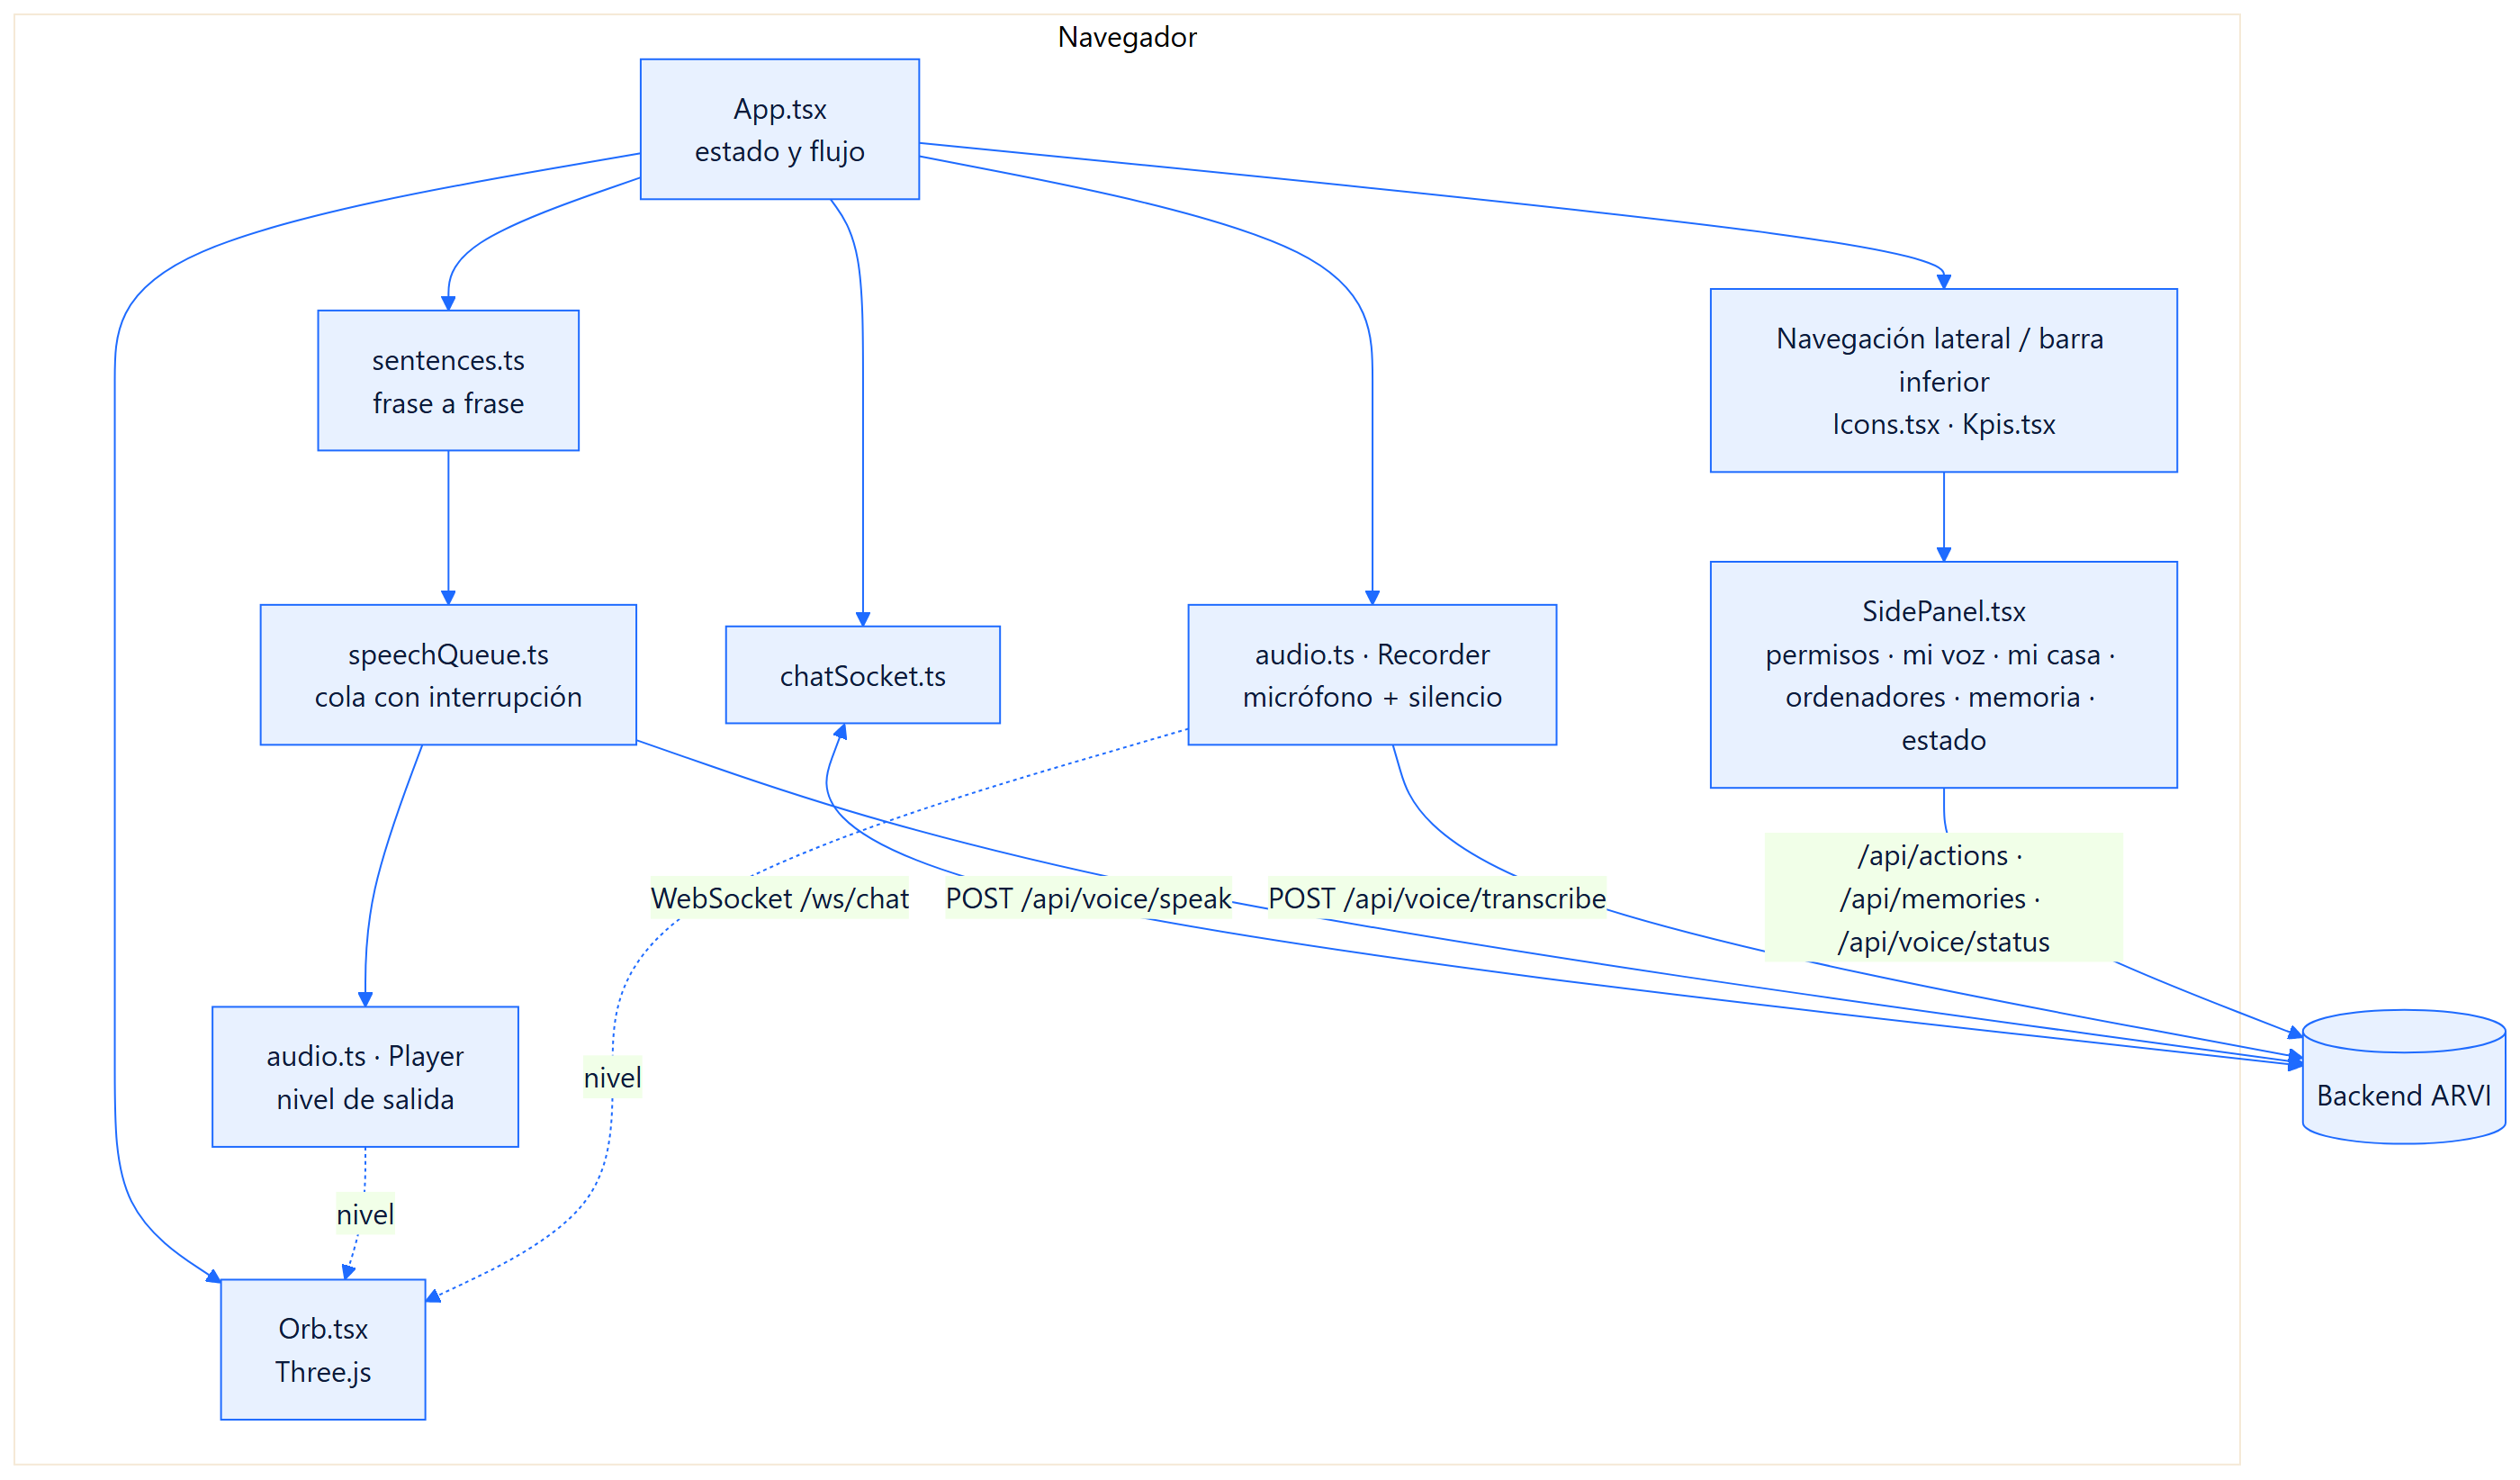 Navegador
App.tsx
estado y flujo
sentences.ts
frase a frase
Navegación lateral / barra
inferior
Icons.tsx · Kpis.tsx
speechQueue.ts
cola con interrupción
chatSocket.ts
audio.ts · Recorder
micrófono + silencio
SidePanel.tsx
permisos · mi voz · mi casa ·
ordenadores · memoria ·
estado
WebSocket /ws/chat
POST /api/voice/speak
POST /api/voice/transcribe
/api/actions ·
/api/memories ·
/api/voice/status
audio.ts · Player
nivel de salida
nivel
Backend ARVI
nivel
Orb.tsx
Three.js